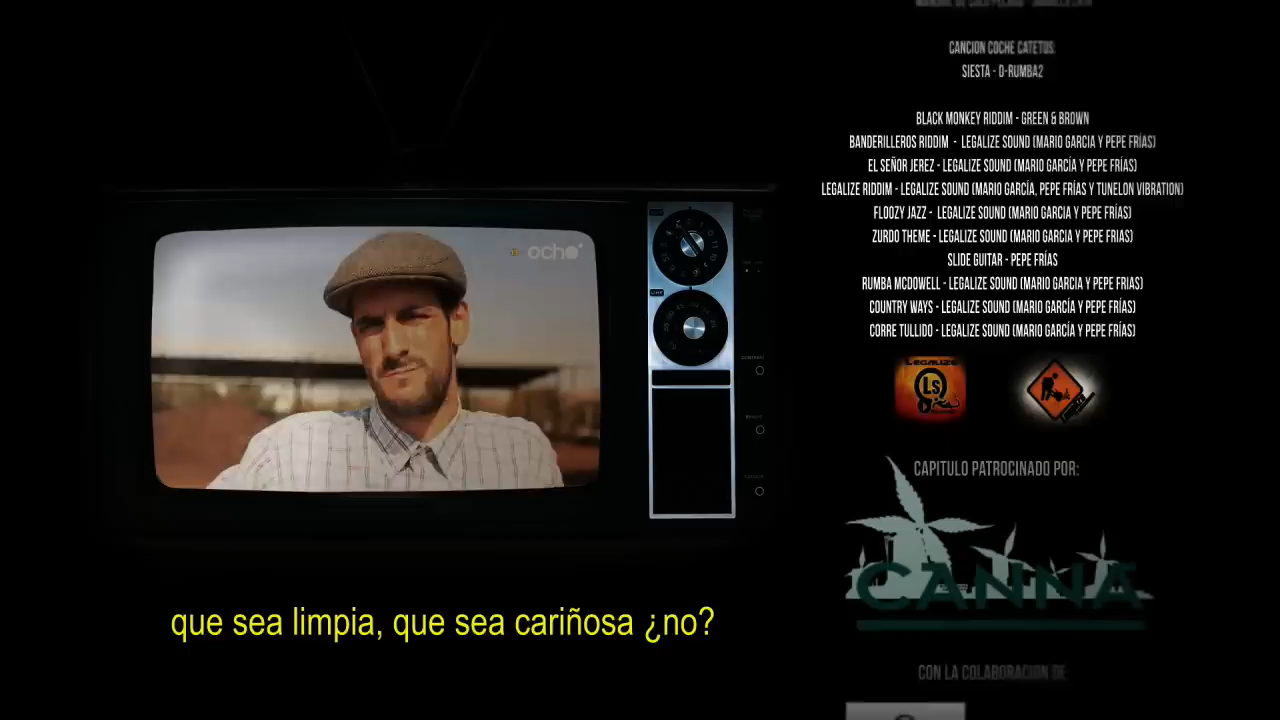 ocho
que sea limpia, que sea cariñosa ¿no?
CANCION COCHE CATETUS:
SIESTA - D-RUMBA2
BLACK MONKEY RIDDIM - GREEN & BROWN
BANDERILLEROS RIDDIM - LEGALIZE SOUND (MARIO GARCIA Y PEPE FRÍAS)
EL SEÑOR JEREZ - LEGALIZE SOUND (MARIO GARCÍA Y PEPE FRÍAS)
LEGALIZE RIDDIM - LEGALIZE SOUND (MARIO GARCÍA, PEPE FRÍAS Y TUNELON VIBRATION)
FLOOZY JAZZ - LEGALIZE SOUND (MARIO GARCIA Y PEPE FRÍAS)
ZURDO THEME - LEGALIZE SOUND (MARIO GARCIA Y PEPE FRÍAS)
SLIDE GUITAR - PEPE FRÍAS
RUMBA MCDOWELL - LEGALIZE SOUND (MARIO GARCIA Y PEPE FRIAS)
COUNTRY WAYS - LEGALIZE SOUND (MARIO GARCÍA Y PEPE FRÍAS)
CORRE TULLIDO - LEGALIZE SOUND (MARIO GARCÍA Y PEPE FRÍAS)
LEGALIZE
LS
CAPITULO PATROCINADO POR:
CANNA
CON LA COLABORACION DE: